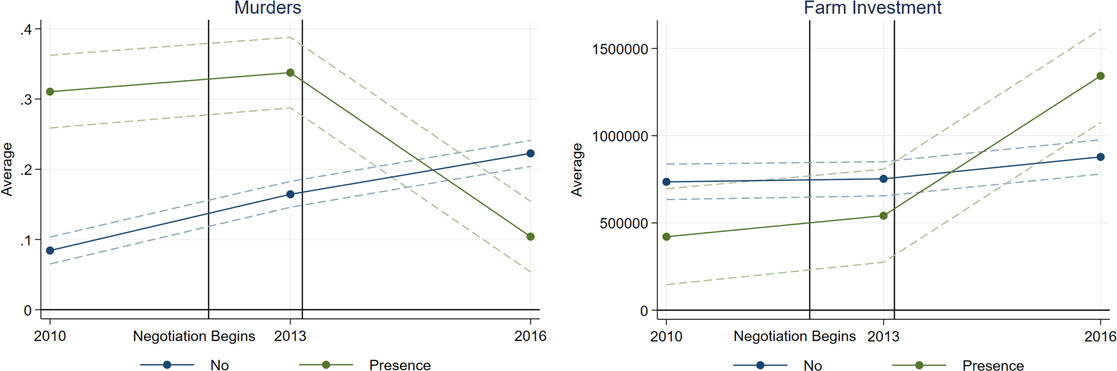 Murders
.4
.3
.2
.1
0
Average
2010
Negotiation Begins
2013
2016
No
Presence
Farm Investment
1500000
1000000
500000
0
Average
2010
Negotiation Begins
2013
2016
No
Presence